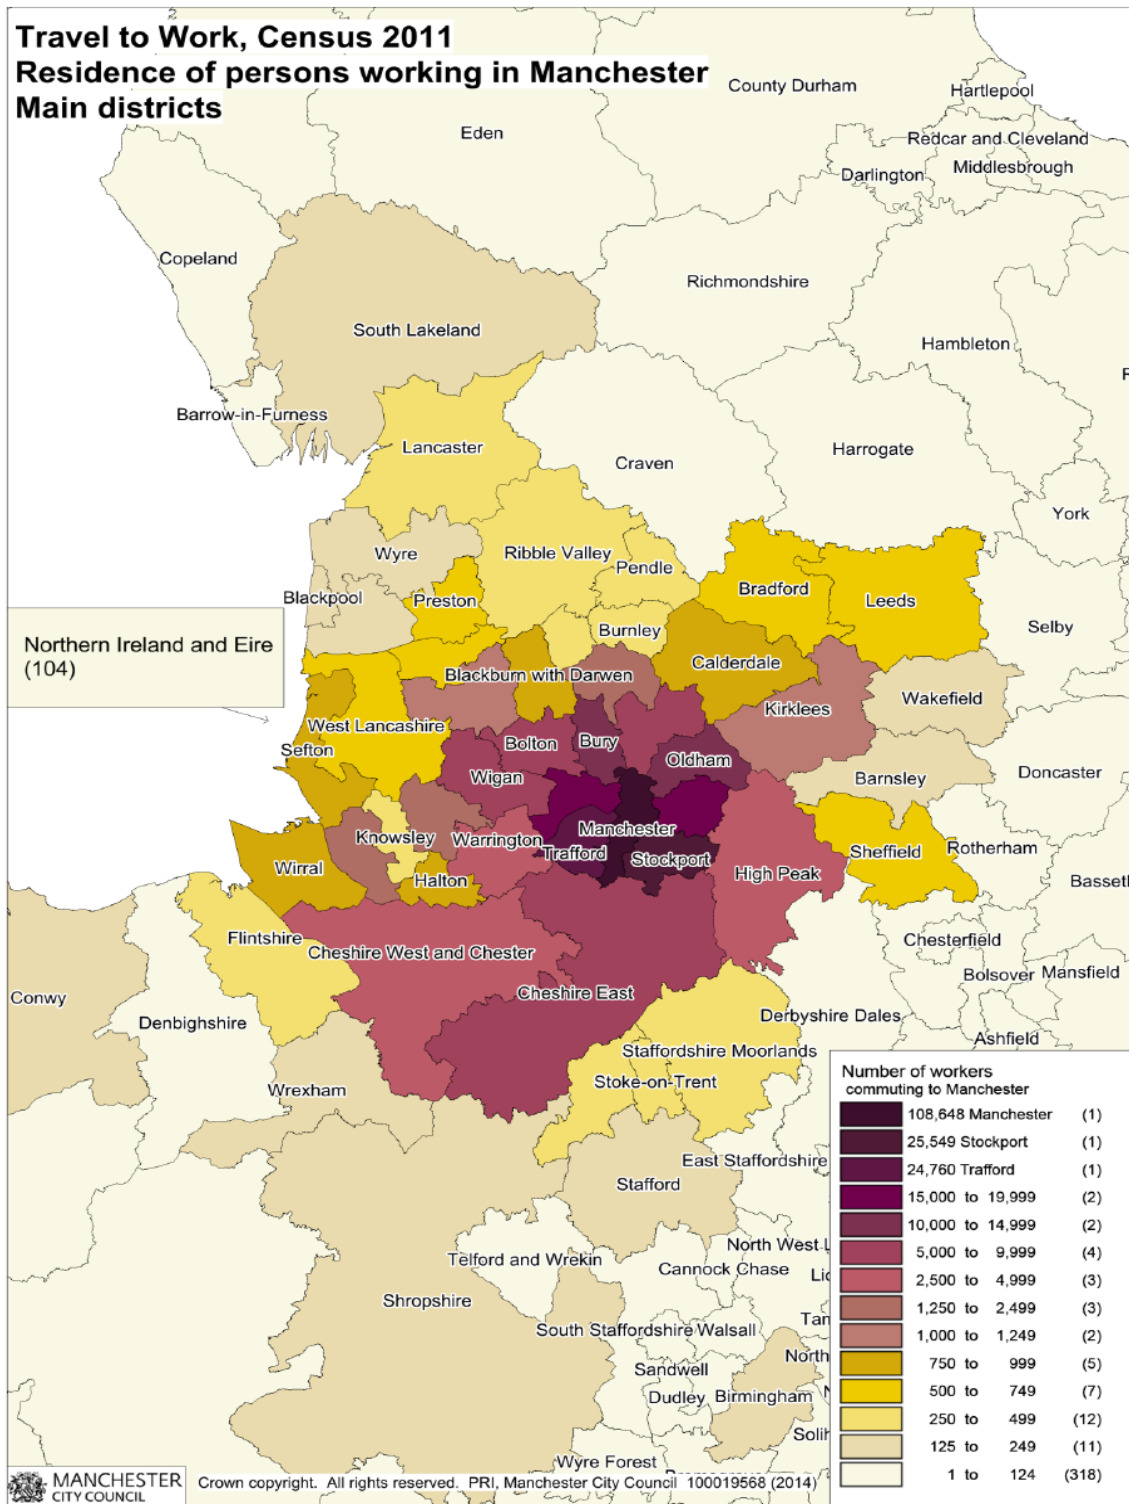 Travel to Work, Census 2011
Residence of persons working in Manchester
Main districts
County Durham
Hartlepool
Eden
Redcar and Cleveland
Darlington
Middlesbrough
Copeland
Richmondshire
South Lakeland
Hambleton
Barrow-in-Furness
Lancaster
Craven
Harrogate
York
Wyre
Ribble Valley
Pendle
Bradford
Blackpool
Preston
Leeds
Burnley
Selby
Northern Ireland and Eire
(104)
Calderdale
Blackburn with Darwen
Wakefield
Kirklees
West Lancashire
Sefton
Bolton
Bury
Oldham
Wigan
Barnsley
Doncaster
Manchester
Knowsley
Warrington
Trafford
Stockport
Sheffield
Rotherham
Wirral
Halton
High Peak
Flintshire
Cheshire West and Chester
Chesterfield
Bolsover
Mansfield
Conwy
Cheshire East
Denbighshire
Derbyshire Dales
Ashfield
Staffordshire Moorlands
Stoke-on-Trent
Wrexham
East Staffordshire
Stafford
Telford and Wrekin
Cannock Chase
Shropshire
South Staffordshire
Walsall
Sandwell
Dudley
Birmingham
Wyre Forest
Number of workers
commuting to Manchester
108,648 Manchester (1)
25,549 Stockport (1)
24,760 Trafford (1)
15,000 to 19,999 (2)
10,000 to 14,999 (2)
5,000 to 9,999 (4)
2,500 to 4,999 (3)
1,250 to 2,499 (3)
1,000 to 1,249 (2)
750 to 999 (5)
500 to 749 (7)
250 to 499 (12)
125 to 249 (11)
1 to 124 (318)
MANCHESTER
CITY COUNCIL
Crown copyright. All rights reserved. PRI, Manchester City Council 100019568 (2014)